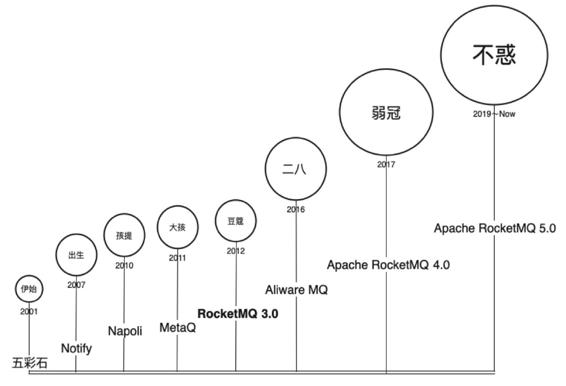 伊始
2001
五彩石
出生
2007
Notify
孩提
2010
Napoli
大孩
2011
MetaQ
豆蔻
2012
RocketMQ 3.0
二八
2016
Aliware MQ
弱冠
2017
Apache RocketMQ 4.0
不惑
2019~Now
Apache RocketMQ 5.0